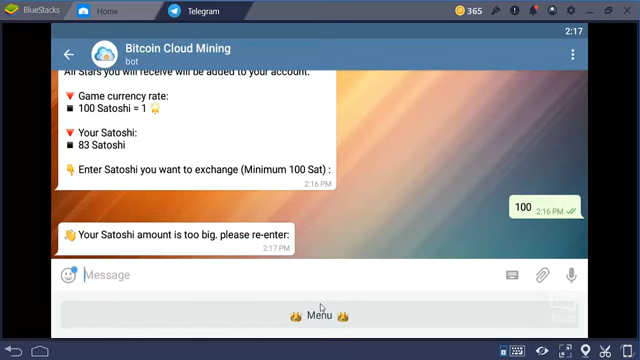 BlueStacks
Home
Telegram
365
2:17
Bitcoin Cloud Mining
bot
All Stars you will receive will be added to your account.
🔻 Game currency rate:
◾ 100 Satoshi = 1 🌟
🔻 Your Satoshi:
◾ 83 Satoshi
👇 Enter Satoshi you want to exchange (Minimum 100 Sat) :
2:16 PM
100
2:16 PM
👋 Your Satoshi amount is too big. please re-enter:
2:17 PM
Message
👑 Menu 👑